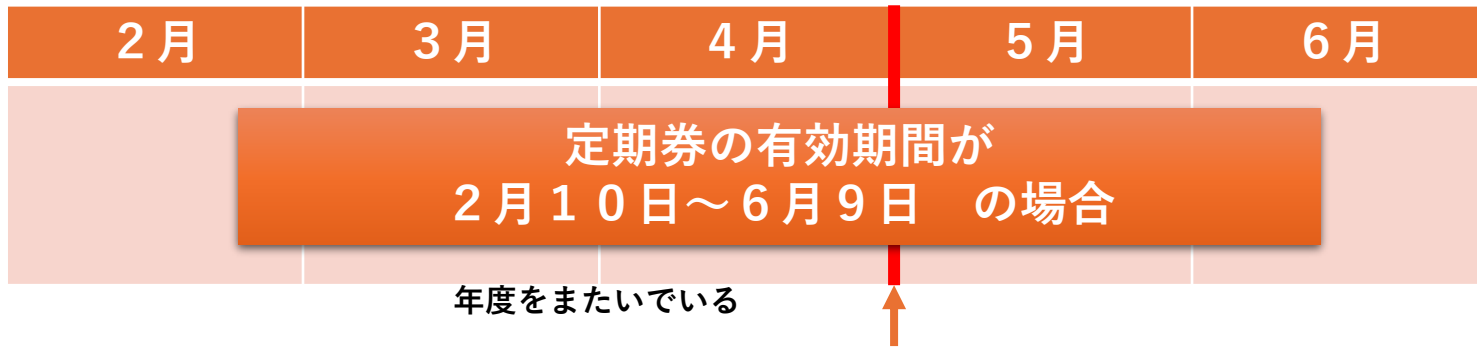 ２月 ３月 ４月 ５月 ６月
定期券の有効期間が
２月１０日～６月９日　の場合
年度をまたいでいる